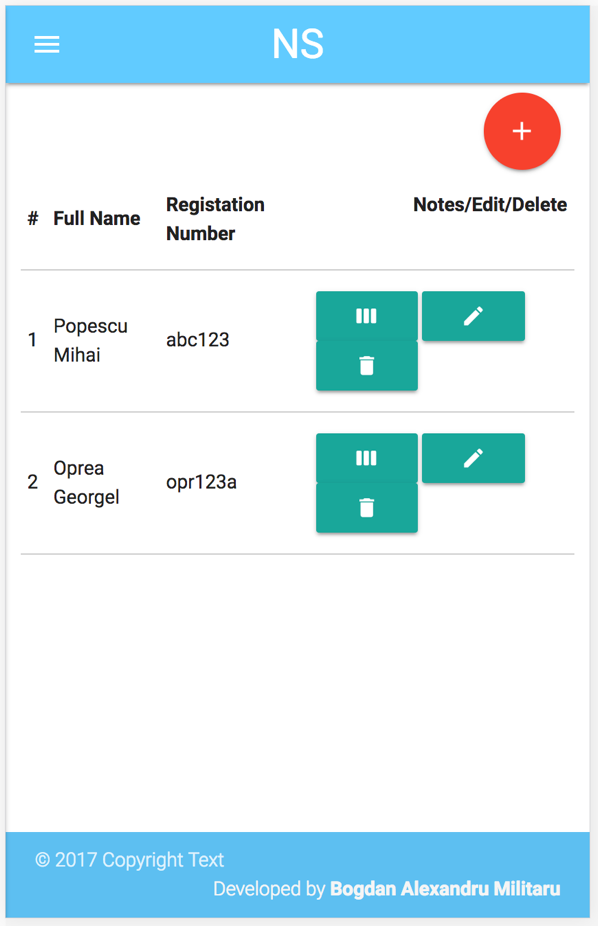 NS
# Full Name Registation Number Notes/Edit/Delete
1 Popescu Mihai abc123
2 Oprea Georgel opr123a
© 2017 Copyright Text
Developed by Bogdan Alexandru Militaru